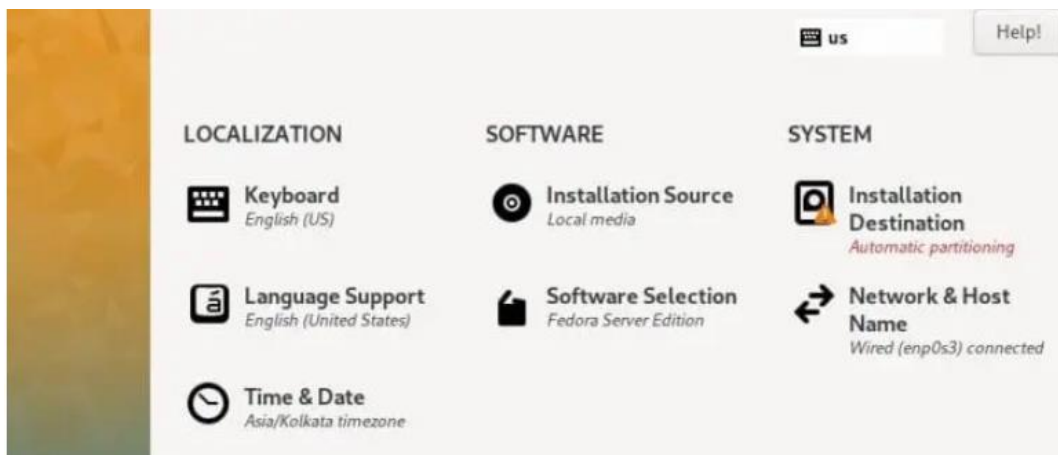 us
Help!
LOCALIZATION
SOFTWARE
SYSTEM
Keyboard
English (US)
Installation Source
Local media
Installation
Destination
Automatic partitioning
Language Support
English (United States)
Software Selection
Fedora Server Edition
Network & Host
Name
Wired (enp0s3) connected
Time & Date
Asia/Kolkata timezone